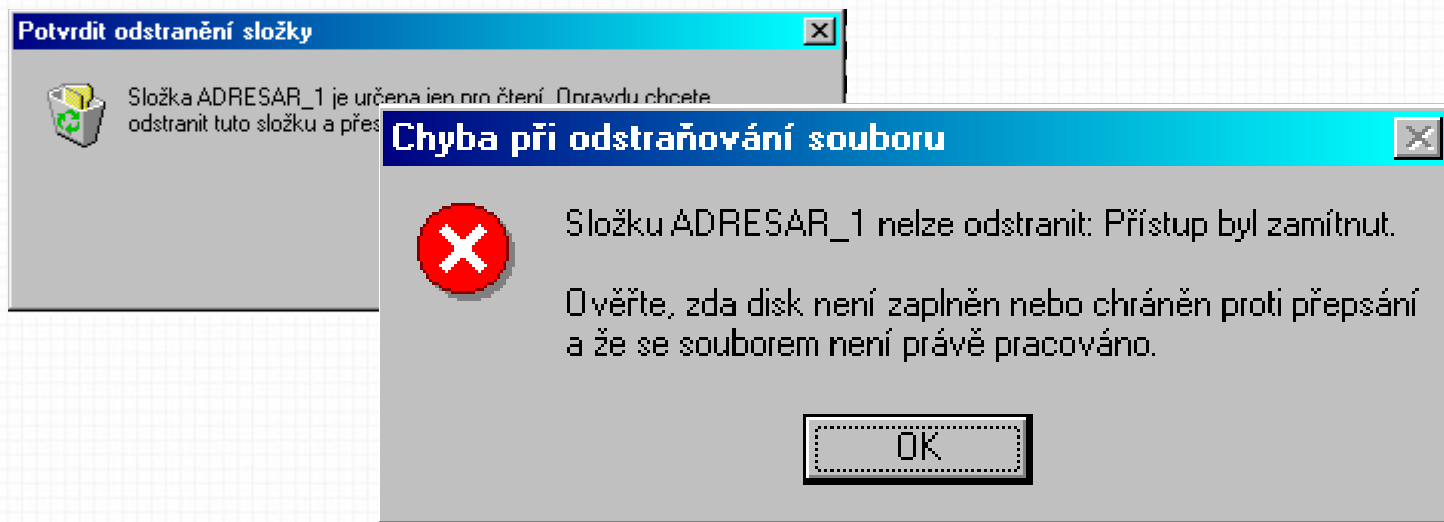 Potvrdit odstranění složky
Složka ADRESAR_1 je určena jen pro čtení. Opravdu chcete
odstranit tuto složku a
Chyba při odstraňování souboru
Složku ADRESAR_1 nelze odstranit: Přístup byl zamítnut.
Ověřte, zda disk není zaplněn nebo chráněn proti přepsání
a že se souborem není právě pracováno.
OK